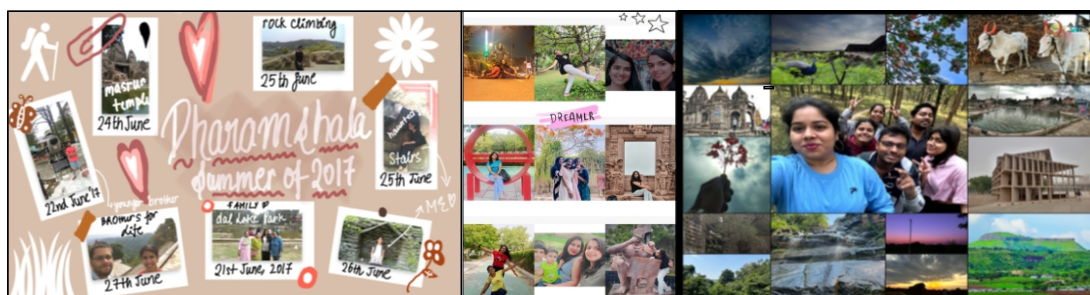 rock climbing
25th June
masrur
temple
24th June
Dharamshala
Summer of 2017
haunted
Stairs
25th June
ME
22nd June '17
younger brother
BROTHERS for
Life
27th June
FAMILY
dal Lake Park
21st June, 2017
26th June
DREAMER